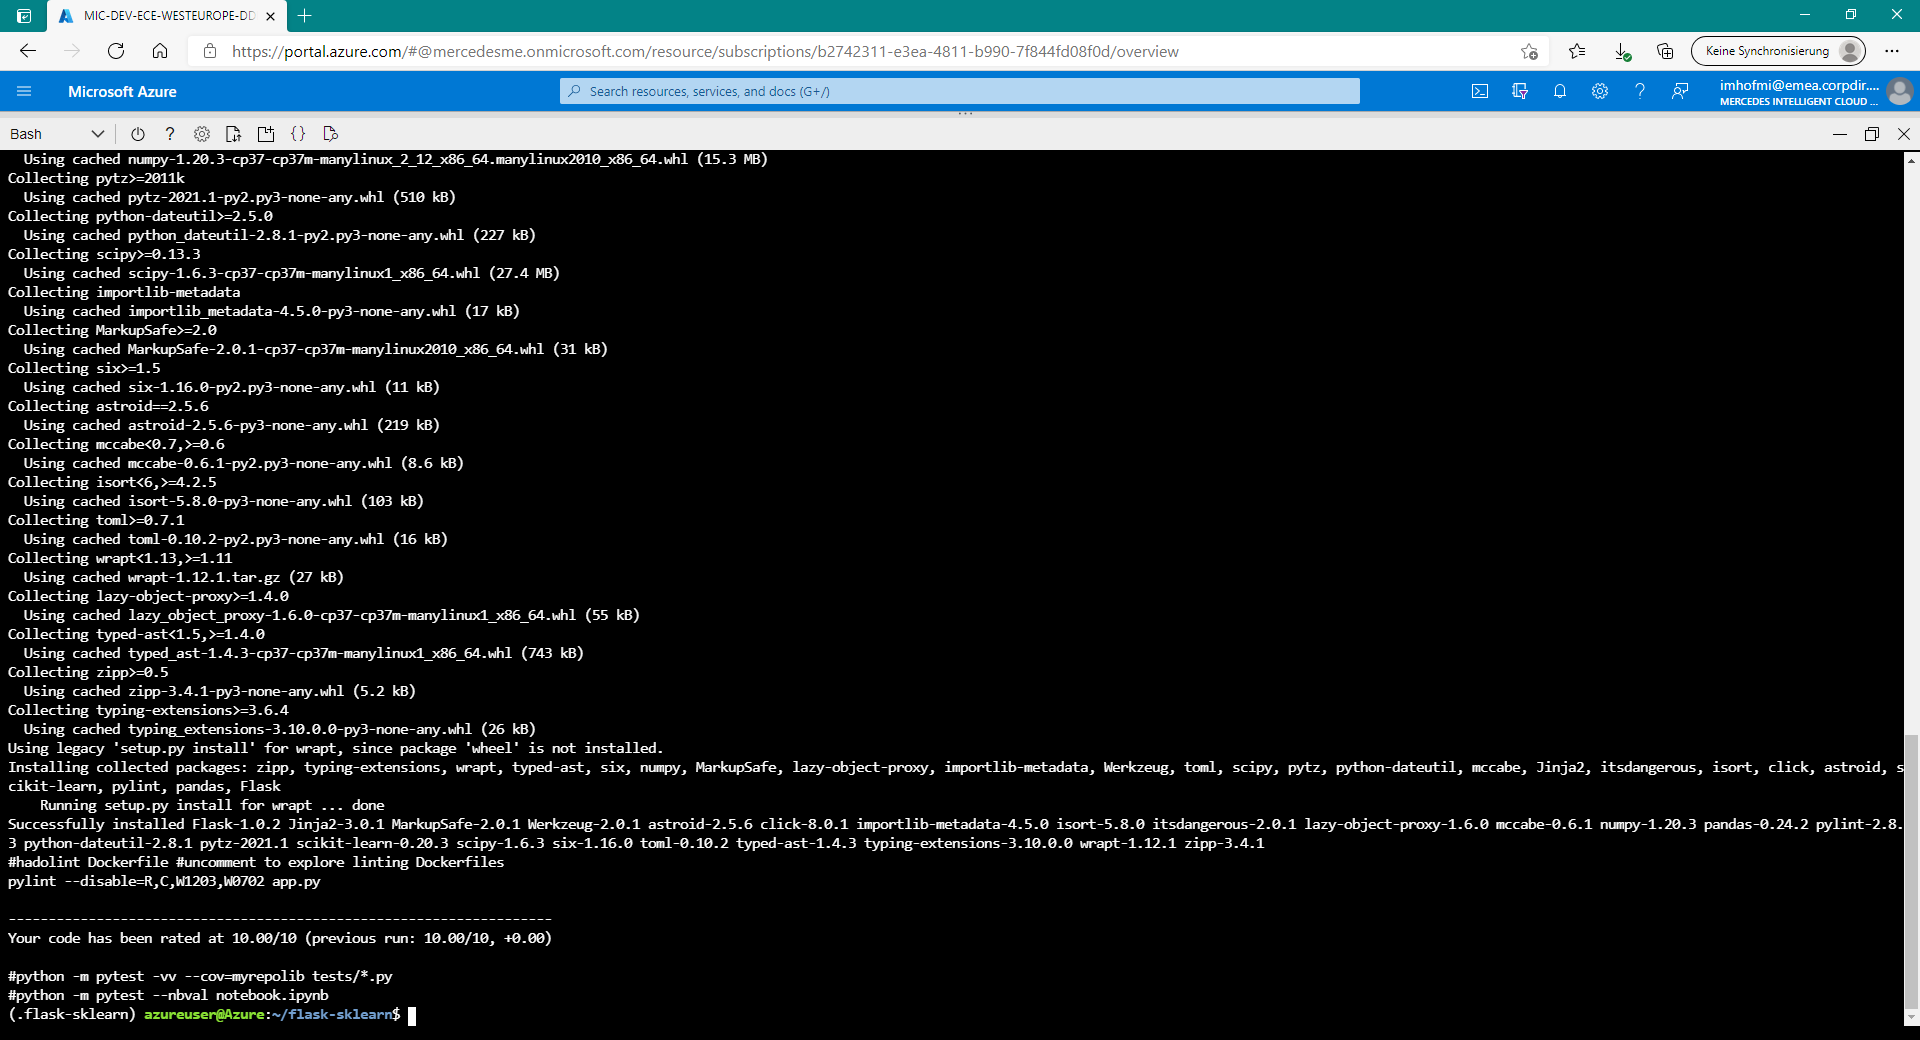 MIC-DEV-ECE-WESTEUROPE-DD
https://portal.azure.com/#@mercedesme.onmicrosoft.com/resource/subscriptions/b2742311-e3ea-4811-b990-7f844fd08f0d/overview
Keine Synchronisierung
Microsoft Azure
Search resources, services, and docs (G+/)
imhofmi@emea.corpdir....
MERCEDES INTELLIGENT CLOUD ...
Bash
Using cached numpy-1.20.3-cp37-cp37m-manylinux_2_12_x86_64.manylinux2010_x86_64.whl (15.3 MB)
Collecting pytz>=2011k
Using cached pytz-2021.1-py2.py3-none-any.whl (510 kB)
Collecting python-dateutil>=2.5.0
Using cached python_dateutil-2.8.1-py2.py3-none-any.whl (227 kB)
Collecting scipy>=0.13.3
Using cached scipy-1.6.3-cp37-cp37m-manylinux1_x86_64.whl (27.4 MB)
Collecting importlib-metadata
Using cached importlib_metadata-4.5.0-py3-none-any.whl (17 kB)
Collecting MarkupSafe>=2.0
Using cached MarkupSafe-2.0.1-cp37-cp37m-manylinux2010_x86_64.whl (31 kB)
Collecting six>=1.5
Using cached six-1.16.0-py2.py3-none-any.whl (11 kB)
Collecting astroid==2.5.6
Using cached astroid-2.5.6-py3-none-any.whl (219 kB)
Collecting mccabe<0.7,>=0.6
Using cached mccabe-0.6.1-py2.py3-none-any.whl (8.6 kB)
Collecting isort<6,>=4.2.5
Using cached isort-5.8.0-py3-none-any.whl (103 kB)
Collecting toml>=0.7.1
Using cached toml-0.10.2-py2.py3-none-any.whl (16 kB)
Collecting wrapt<1.13,>=1.11
Using cached wrapt-1.12.1.tar.gz (27 kB)
Collecting lazy-object-proxy>=1.4.0
Using cached lazy_object_proxy-1.6.0-cp37-cp37m-manylinux1_x86_64.whl (55 kB)
Collecting typed-ast<1.5,>=1.4.0
Using cached typed_ast-1.4.3-cp37-cp37m-manylinux1_x86_64.whl (743 kB)
Collecting zipp>=0.5
Using cached zipp-3.4.1-py3-none-any.whl (5.2 kB)
Collecting typing-extensions>=3.6.4
Using cached typing_extensions-3.10.0.0-py3-none-any.whl (26 kB)
Using legacy 'setup.py install' for wrapt, since package 'wheel' is not installed.
Installing collected packages: zipp, typing-extensions, wrapt, typed-ast, six, numpy, MarkupSafe, lazy-object-proxy, importlib-metadata, Werkzeug, toml, scipy, pytz, python-dateutil, mccabe, Jinja2, itsdangerous, isort, click, astroid, s
cikit-learn, pylint, pandas, Flask
Running setup.py install for wrapt ... done
Successfully installed Flask-1.0.2 Jinja2-3.0.1 MarkupSafe-2.0.1 Werkzeug-2.0.1 astroid-2.5.6 click-8.0.1 importlib-metadata-4.5.0 isort-5.8.0 itsdangerous-2.0.1 lazy-object-proxy-1.6.0 mccabe-0.6.1 numpy-1.20.3 pandas-0.24.2 pylint-2.8.
3 python-dateutil-2.8.1 pytz-2021.1 scikit-learn-0.20.3 scipy-1.6.3 six-1.16.0 toml-0.10.2 typed-ast-1.4.3 typing-extensions-3.10.0.0 wrapt-1.12.1 zipp-3.4.1
#hadolint Dockerfile #uncomment to explore linting Dockerfiles
pylint --disable=R,C,W1203,W0702 app.py
--------------------------------------------------------------------
Your code has been rated at 10.00/10 (previous run: 10.00/10, +0.00)
#python -m pytest -vv --cov=myrepolib tests/*.py
#python -m pytest --nbval notebook.ipynb
(.flask-sklearn) azureuser@Azure:~/flask-sklearn$